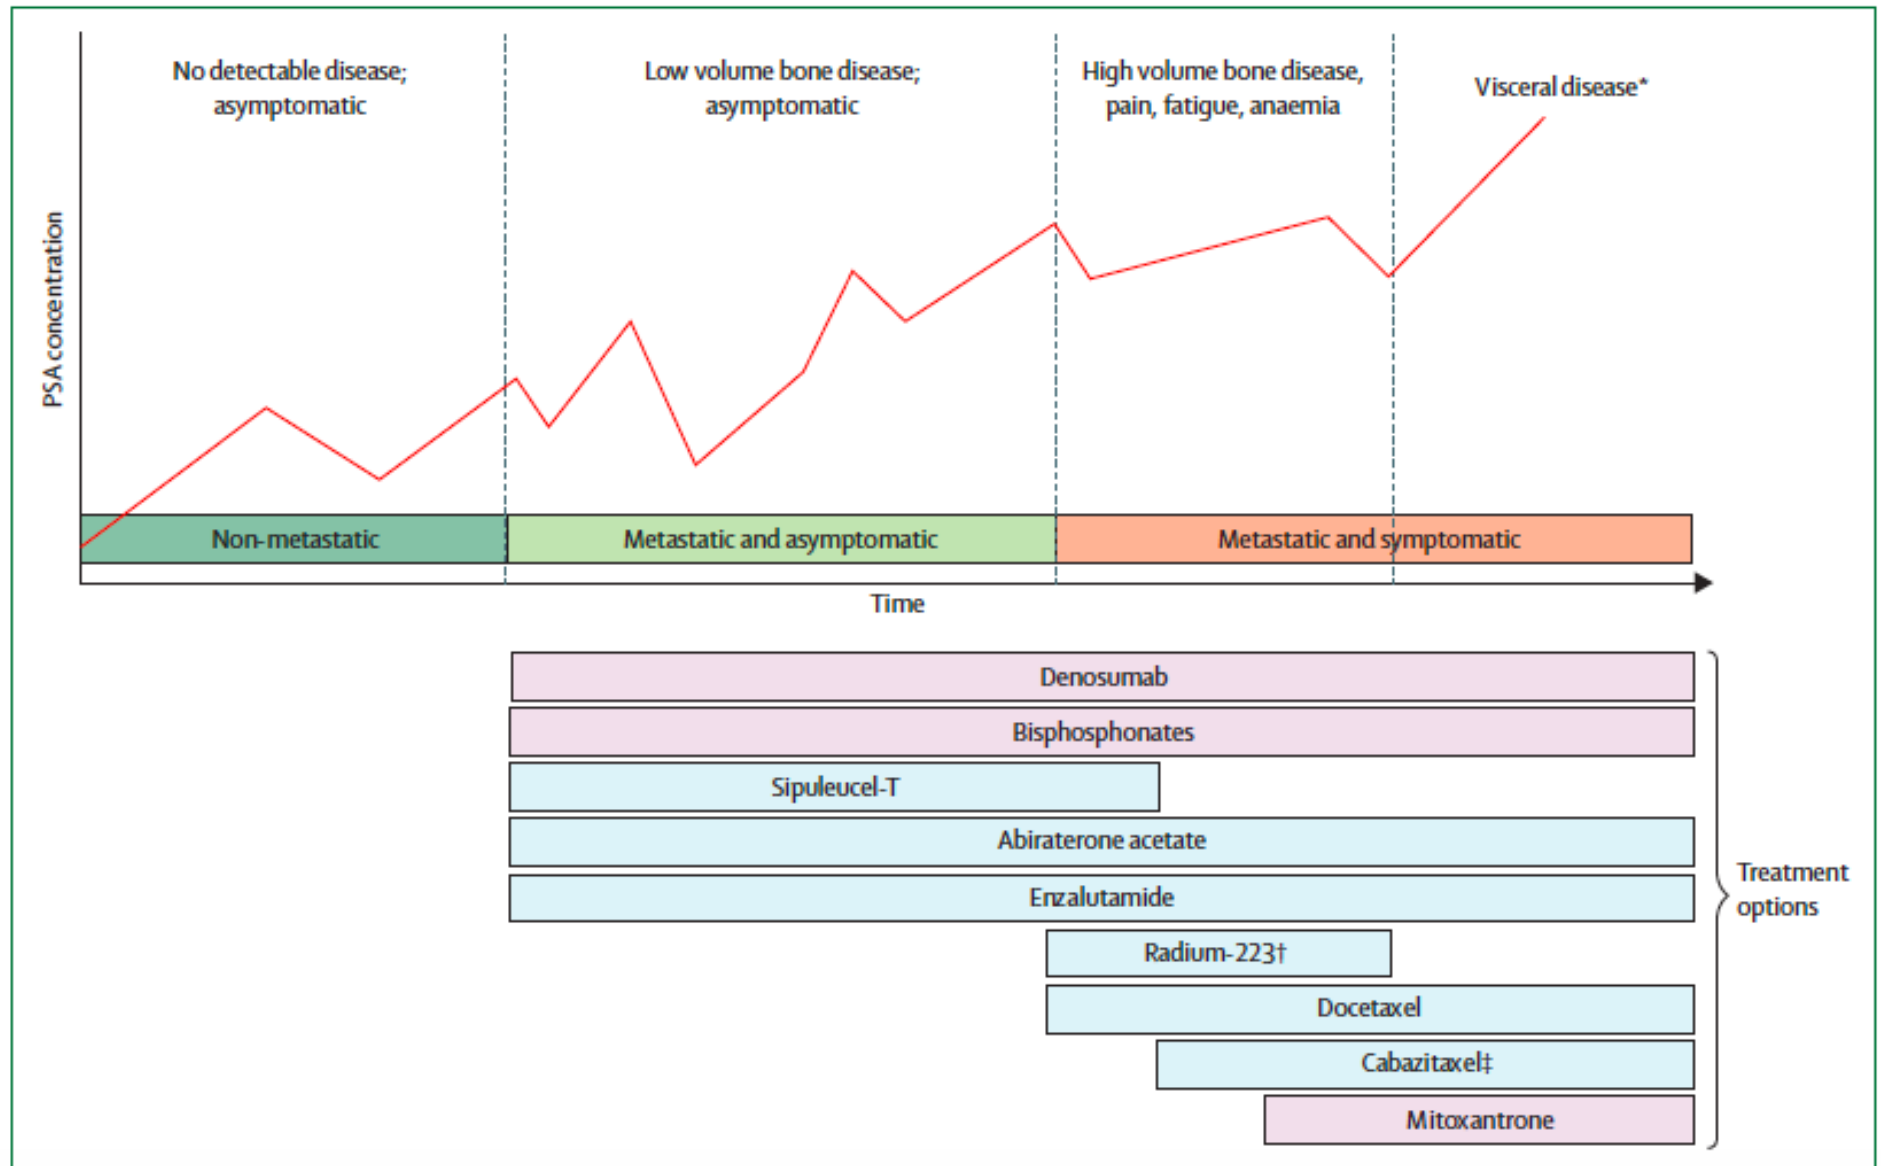 No detectable disease;
asymptomatic
Low volume bone disease;
asymptomatic
High volume bone disease,
pain, fatigue, anaemia
Visceral disease*
PSA concentration
Non-metastatic
Metastatic and asymptomatic
Metastatic and symptomatic
Time
Denosumab
Bisphosphonates
Sipuleucel-T
Abiraterone acetate
Enzalutamide
Radium-223†
Docetaxel
Cabazitaxel‡
Mitoxantrone
Treatment
options